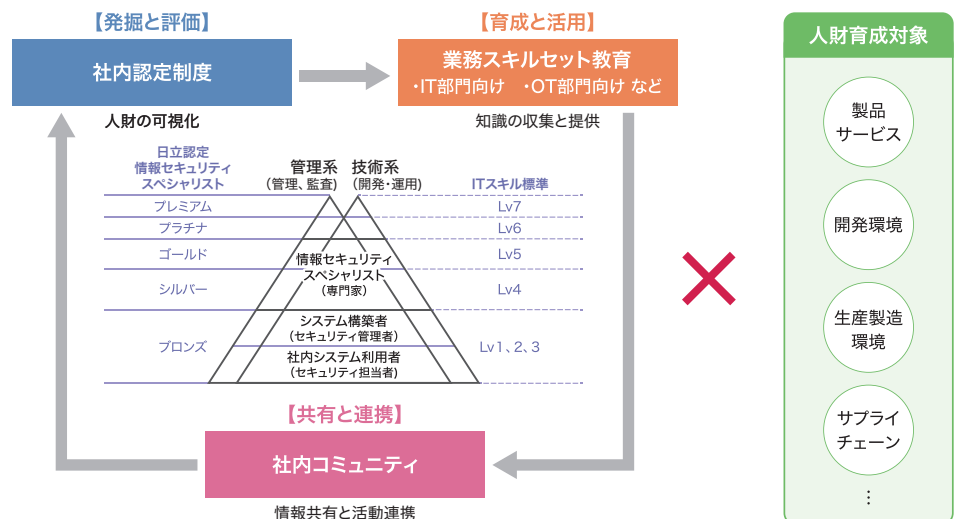 【発掘と評価】
社内認定制度
人財の可視化
【育成と活用】
業務スキルセット教育
・IT部門向け ・OT部門向け など
知識の収集と提供
日立認定
情報セキュリティ
スペシャリスト
管理系
（管理、監査）
技術系
（開発・運用）
ITスキル標準
プレミアム
Lv7
プラチナ
Lv6
ゴールド
Lv5
シルバー
Lv4
ブロンズ
Lv1、2、3
情報セキュリティ
スペシャリスト
（専門家）
システム構築者
（セキュリティ管理者）
社内システム利用者
（セキュリティ担当者）
【共有と連携】
社内コミュニティ
情報共有と活動連携
人財育成対象
製品
サービス
開発環境
生産製造
環境
サプライ
チェーン
⋮